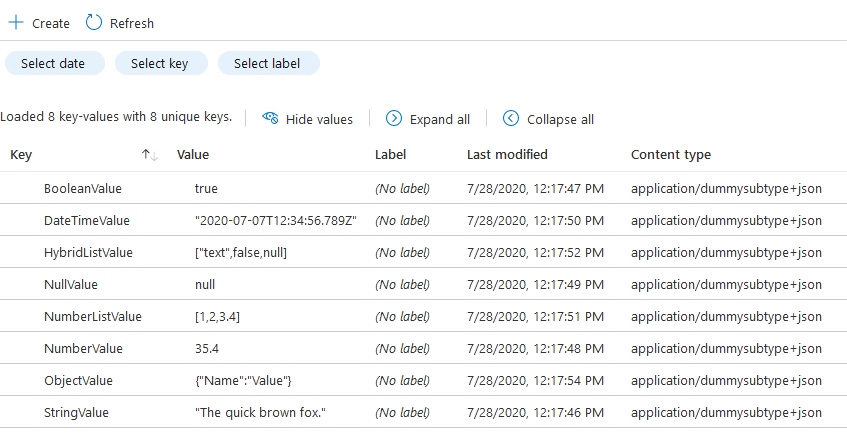 Create Refresh
Select date Select key Select label
Loaded 8 key-values with 8 unique keys. Hide values Expand all Collapse all
Key Value Label Last modified Content type
BooleanValue true (No label) 7/28/2020, 12:17:47 PM application/dummysubtype+json
DateTimeValue "2020-07-07T12:34:56.789Z" (No label) 7/28/2020, 12:17:50 PM application/dummysubtype+json
HybridListValue ["text",false,null] (No label) 7/28/2020, 12:17:52 PM application/dummysubtype+json
NullValue null (No label) 7/28/2020, 12:17:49 PM application/dummysubtype+json
NumberListValue [1,2,3.4] (No label) 7/28/2020, 12:17:51 PM application/dummysubtype+json
NumberValue 35.4 (No label) 7/28/2020, 12:17:48 PM application/dummysubtype+json
ObjectValue {"Name":"Value"} (No label) 7/28/2020, 12:17:54 PM application/dummysubtype+json
StringValue "The quick brown fox." (No label) 7/28/2020, 12:17:46 PM application/dummysubtype+json